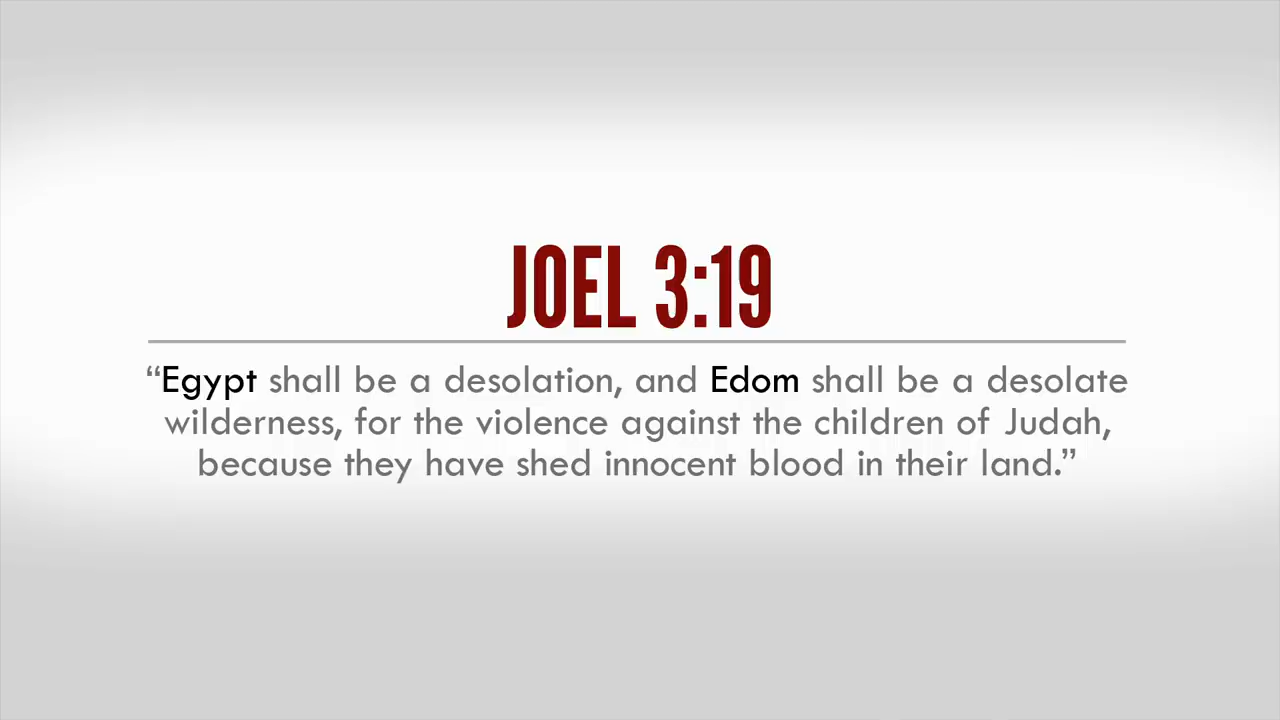 JOEL 3:19
“Egypt shall be a desolation, and Edom shall be a desolate
wilderness, for the violence against the children of Judah,
because they have shed innocent blood in their land.”